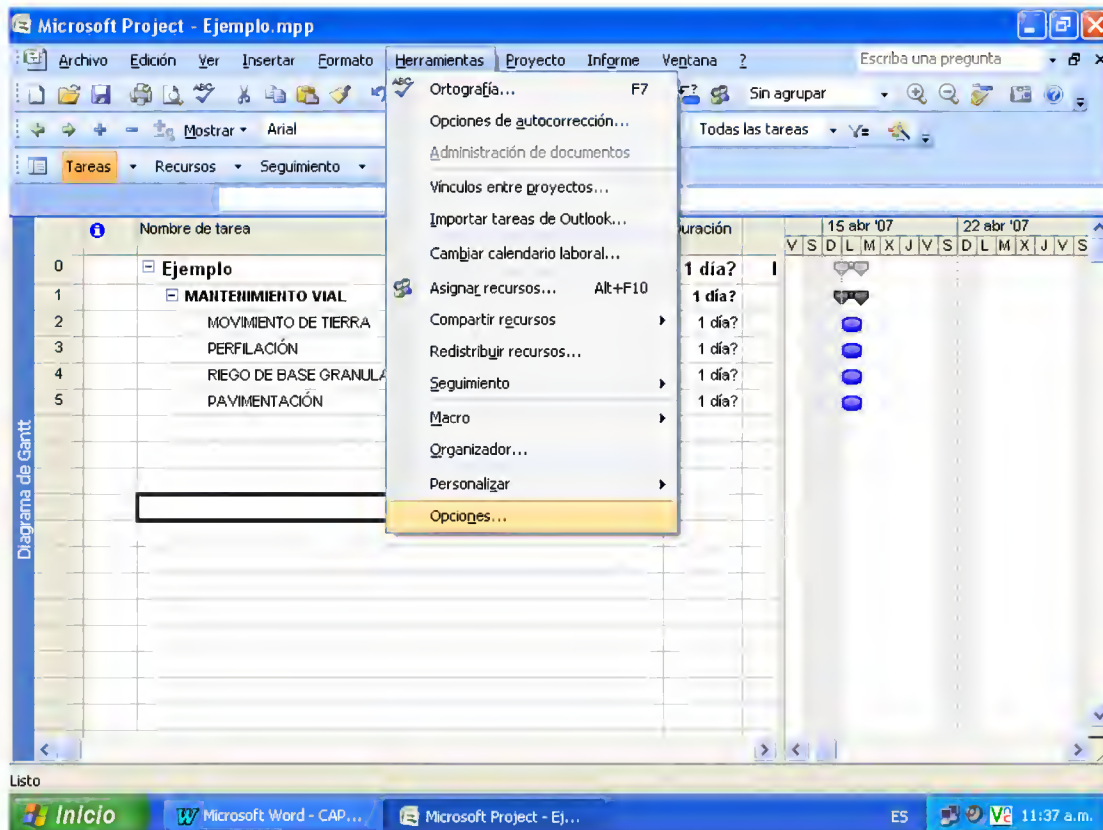 Microsoft Project - Ejemplo.mpp
Archivo Edición Ver Insertar Formato Herramientas Proyecto Informe Ventana ? Escriba una pregunta
Sin agrupar
Mostrar Arial Todas las tareas
Tareas Recursos Seguimiento
Ortografía... F7
Opciones de autocorrección...
Administración de documentos
Vínculos entre proyectos...
Importar tareas de Outlook...
Cambiar calendario laboral...
Asignar recursos... Alt+F10
Compartir recursos
Redistribuir recursos...
Seguimiento
Macro
Organizador...
Personalizar
Opciones...
Nombre de tarea uración 15 abr '07 22 abr '07
V S D L M X J V S D L M X J V S
0 Ejemplo 1 día?
1 MANTENIMIENTO VIAL 1 día?
2 MOVIMIENTO DE TIERRA 1 día?
3 PERFILACIÓN 1 día?
4 RIEGO DE BASE GRANULA 1 día?
5 PAVIMENTACIÓN 1 día?
Diagrama de Gantt
Listo
Inicio Microsoft Word - CAP... Microsoft Project - Ej... ES 11:37 a.m.